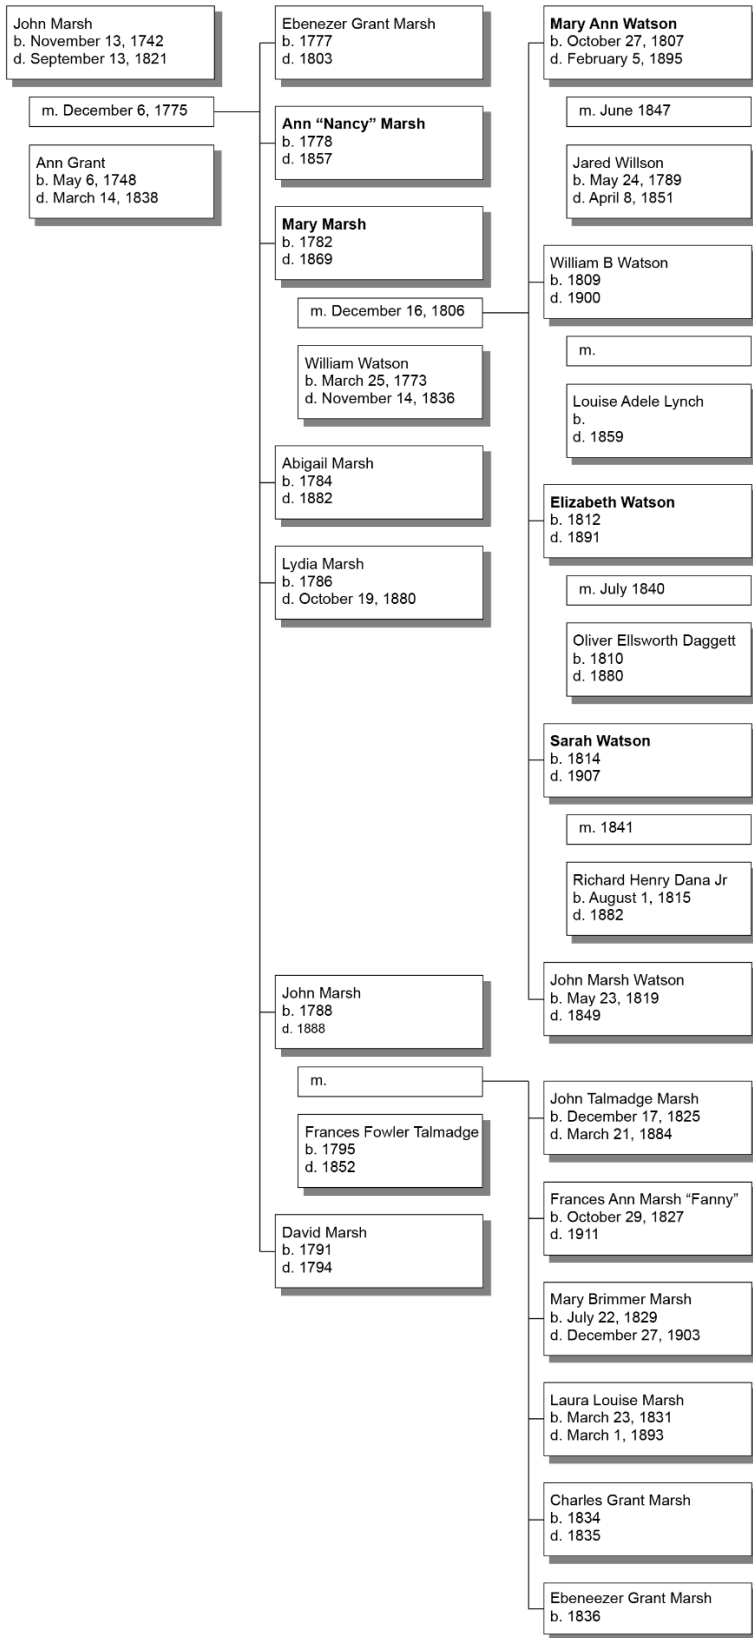 John Marsh
b. November 13, 1742
d. September 13, 1821
m. December 6, 1775
Ann Grant
b. May 6, 1748
d. March 14, 1838
Ebenezer Grant Marsh
b. 1777
d. 1803
Ann “Nancy” Marsh
b. 1778
d. 1857
Mary Marsh
b. 1782
d. 1869
m. December 16, 1806
William Watson
b. March 25, 1773
d. November 14, 1836
Abigail Marsh
b. 1784
d. 1882
Lydia Marsh
b. 1786
d. October 19, 1880
John Marsh
b. 1788
d. 1888
m.
Frances Fowler Talmadge
b. 1795
d. 1852
David Marsh
b. 1791
d. 1794
Mary Ann Watson
b. October 27, 1807
d. February 5, 1895
m. June 1847
Jared Willson
b. May 24, 1789
d. April 8, 1851
William B Watson
b. 1809
d. 1900
m.
Louise Adele Lynch
b.
d. 1859
Elizabeth Watson
b. 1812
d. 1891
m. July 1840
Oliver Ellsworth Daggett
b. 1810
d. 1880
Sarah Watson
b. 1814
d. 1907
m. 1841
Richard Henry Dana Jr
b. August 1, 1815
d. 1882
John Marsh Watson
b. May 23, 1819
d. 1849
John Talmadge Marsh
b. December 17, 1825
d. March 21, 1884
Frances Ann Marsh “Fanny”
b. October 29, 1827
d. 1911
Mary Brimmer Marsh
b. July 22, 1829
d. December 27, 1903
Laura Louise Marsh
b. March 23, 1831
d. March 1, 1893
Charles Grant Marsh
b. 1834
d. 1835
Ebeneezer Grant Marsh
b. 1836